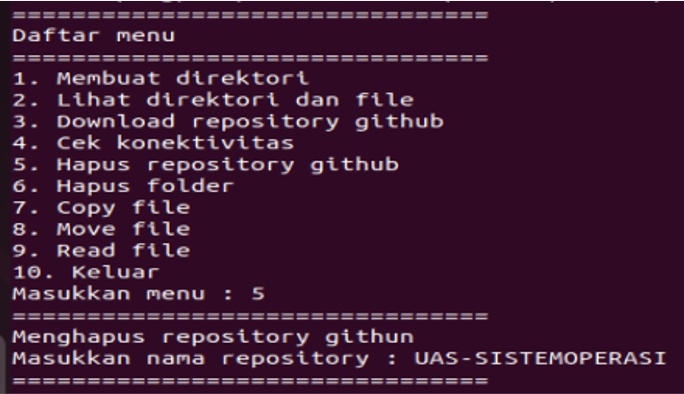 =================================
Daftar menu
=================================
1. Membuat direktori
2. Lihat direktori dan file
3. Download repository github
4. Cek konektivitas
5. Hapus repository github
6. Hapus folder
7. Copy file
8. Move file
9. Read file
10. Keluar
Masukkan menu : 5
=================================
Menghapus repository githun
Masukkan nama repository : UAS-SISTEMOPERASI
=================================